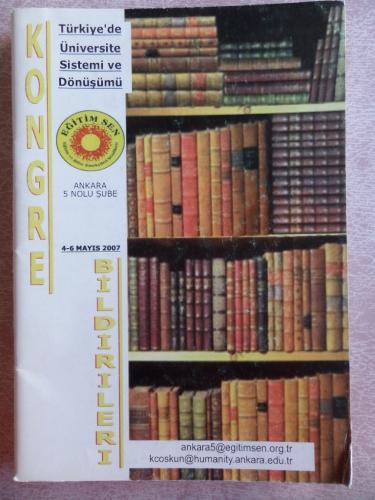 KONGRE
Türkiye'de
Üniversite
Sistemi ve
Dönüşümü
EĞİTİM SEN
ANKARA
5 NOLU ŞUBE
4-6 MAYIS 2007
BİLDİRİLERİ
ankara5@egitimsen.org.tr
kcoskun@humanity.ankara.edu.tr